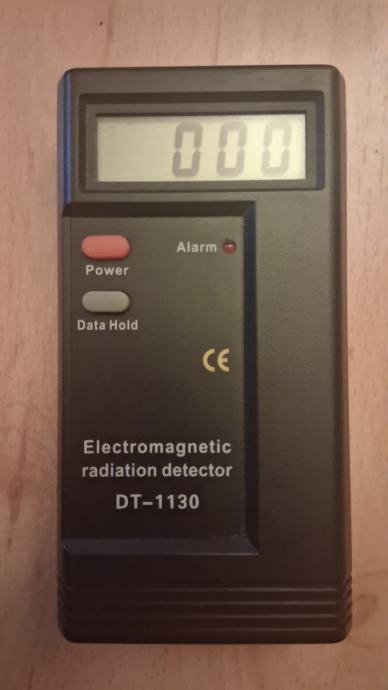 000
Alarm
Power
Data Hold
CE
Electromagnetic
radiation detector
DT-1130